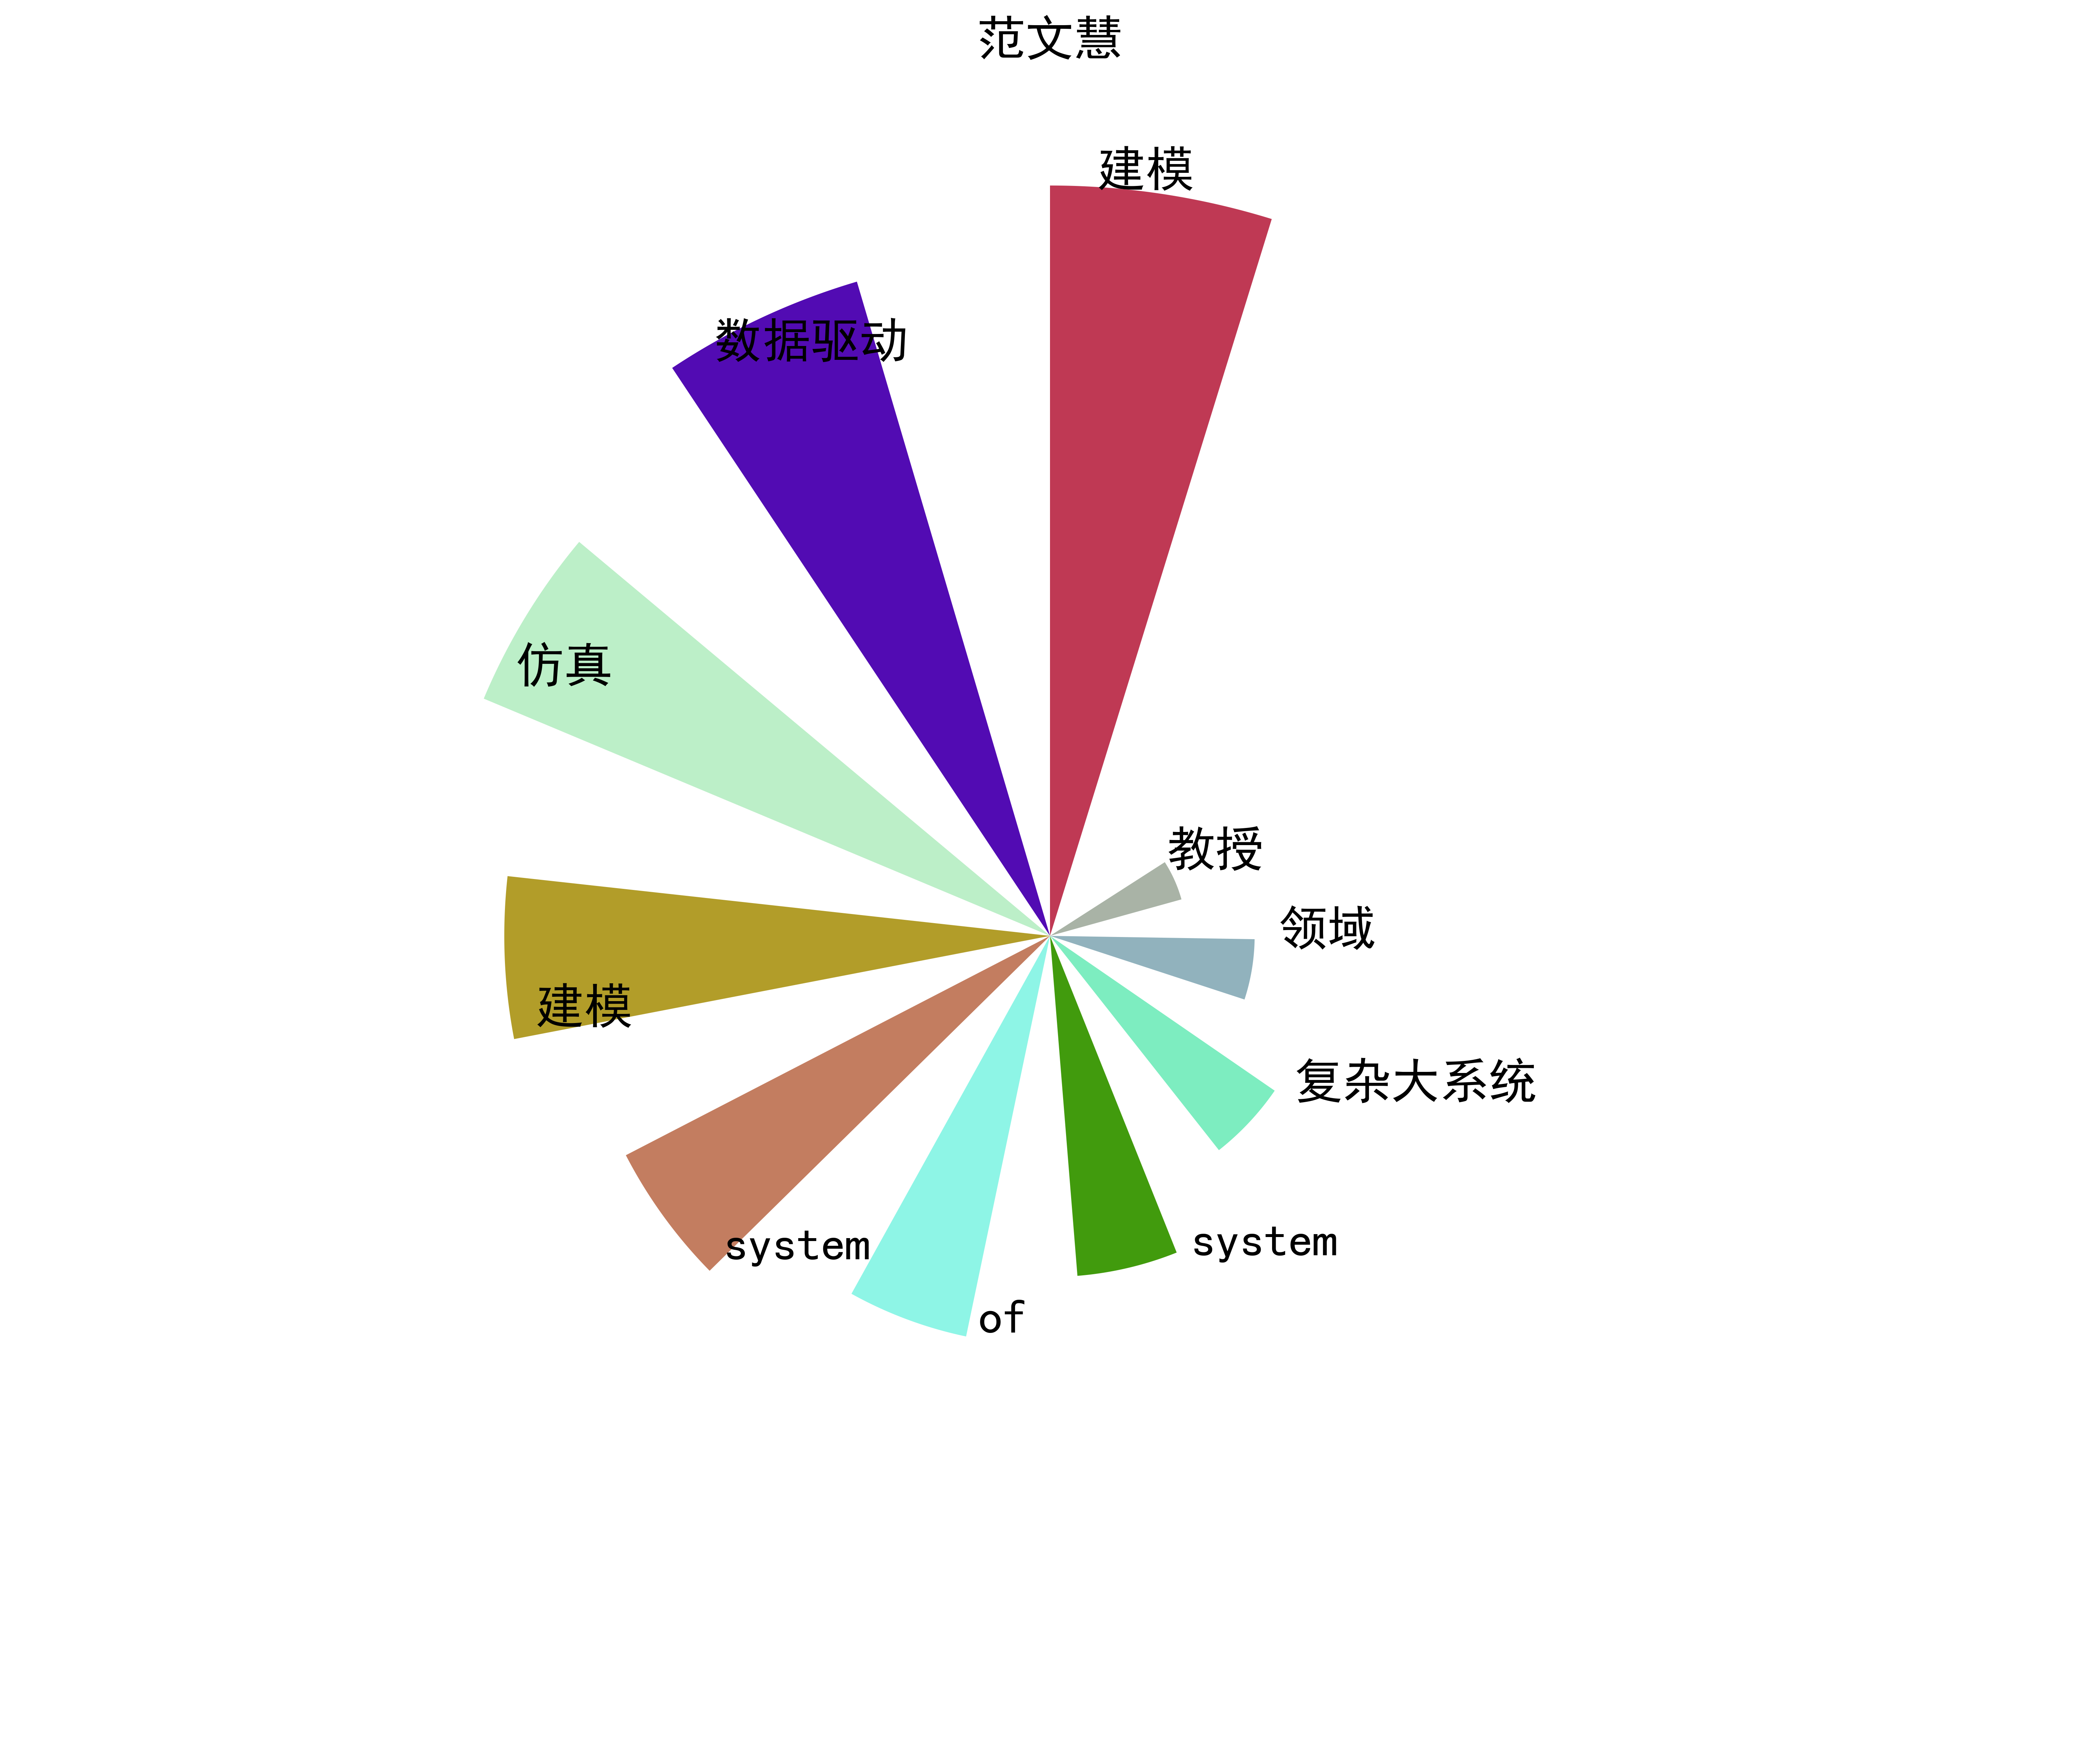 范文慧
建模
数据驱动
仿真
教授
领域
建模
复杂大系统
system
system
of